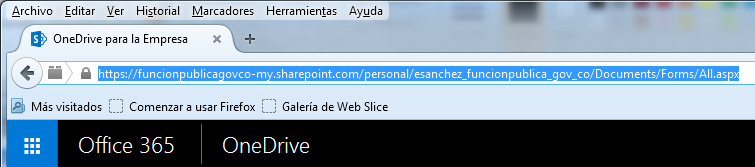 Archivo Editar Ver Historial Marcadores Herramientas Ayuda
OneDrive para la Empresa
https://funcionpublicagovco-my.sharepoint.com/personal/esanchez_funcionpublica_gov_co/Documents/Forms/All.aspx
Más visitados Comenzar a usar Firefox Galería de Web Slice
Office 365 OneDrive